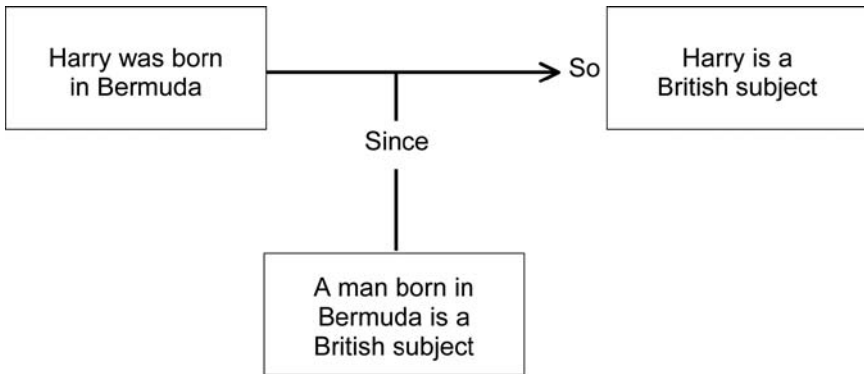 Harry was born
in Bermuda
So
Harry is a
British subject
Since
A man born in
Bermuda is a
British subject